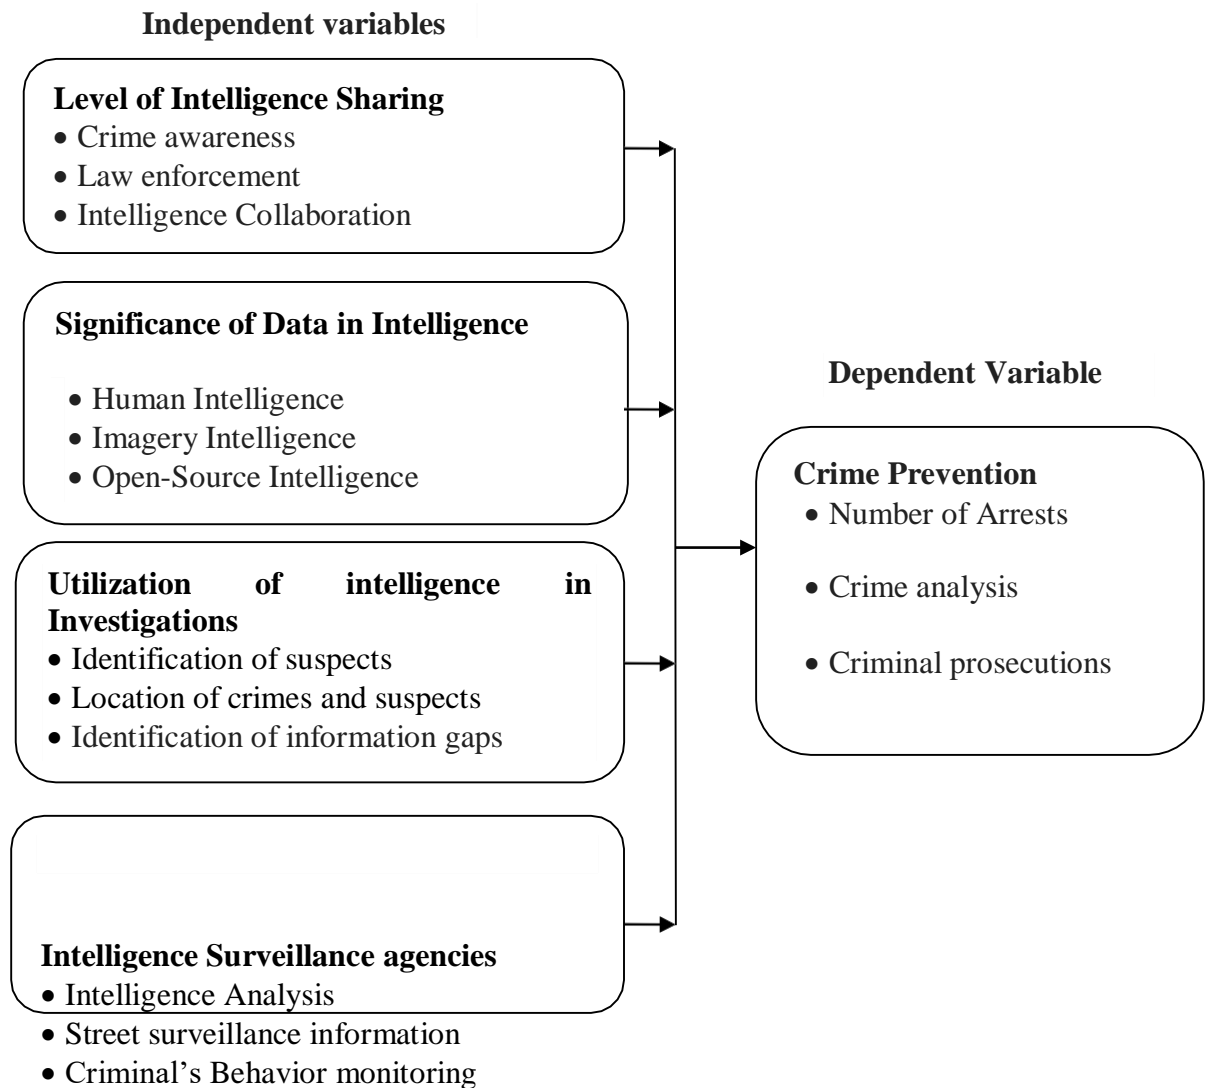 Independent variables
Level of Intelligence Sharing
• Crime awareness
• Law enforcement
• Intelligence Collaboration
Significance of Data in Intelligence
• Human Intelligence
• Imagery Intelligence
• Open-Source Intelligence
Utilization of intelligence in
Investigations
• Identification of suspects
• Location of crimes and suspects
• Identification of information gaps
Intelligence Surveillance agencies
• Intelligence Analysis
• Street surveillance information
• Criminal’s Behavior monitoring
Dependent Variable
Crime Prevention
• Number of Arrests
• Crime analysis
• Criminal prosecutions